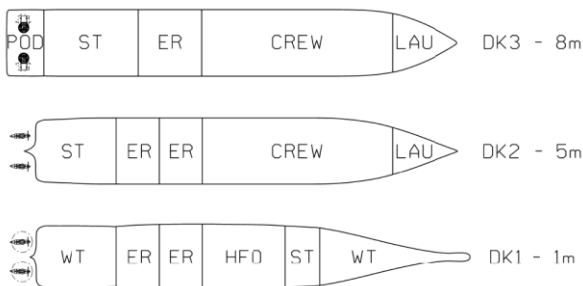 POD ST ER CREW LAU DK3 - 8m
ST ER ER CREW LAU DK2 - 5m
WT ER ER HFO ST WT DK1 - 1m